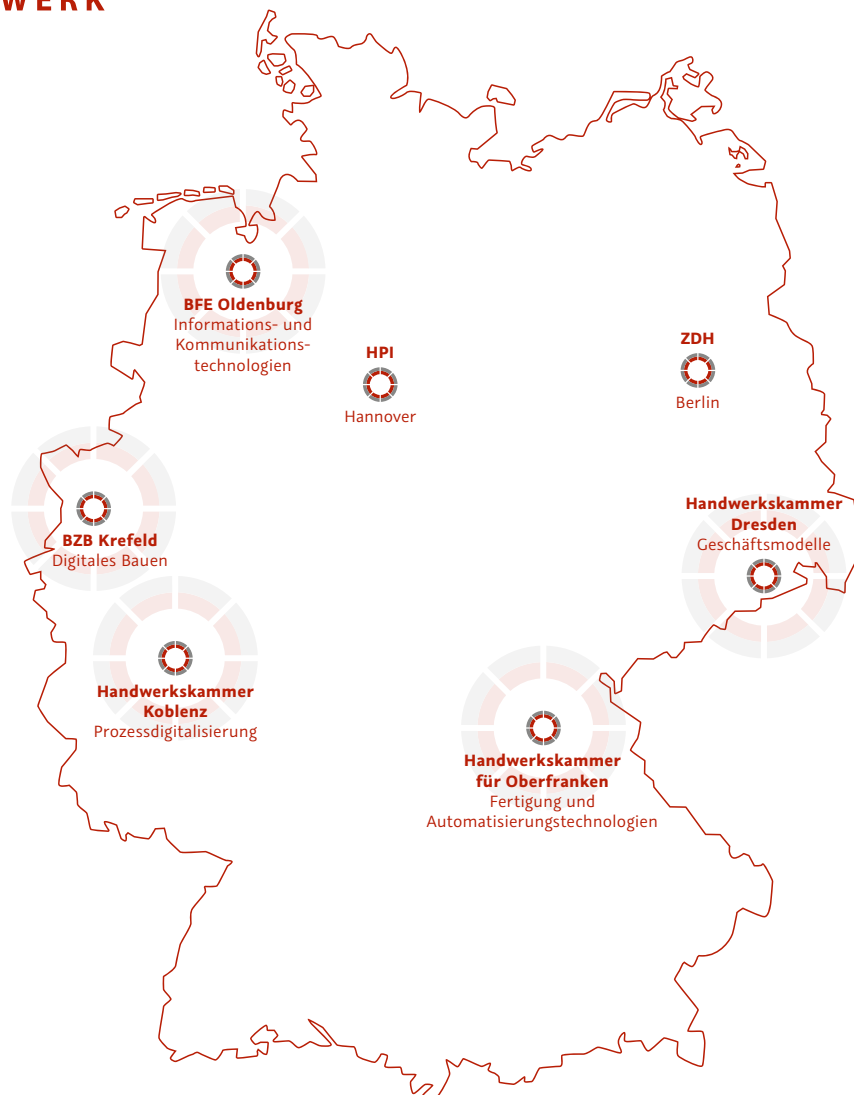 WERK
BFE Oldenburg
Informations- und
Kommunikations-
technologien
HPI
Hannover
ZDH
Berlin
BZB Krefeld
Digitales Bauen
Handwerkskammer
Dresden
Geschäftsmodelle
Handwerkskammer
Koblenz
Prozessdigitalisierung
Handwerkskammer
für Oberfranken
Fertigung und
Automatisierungstechnologien